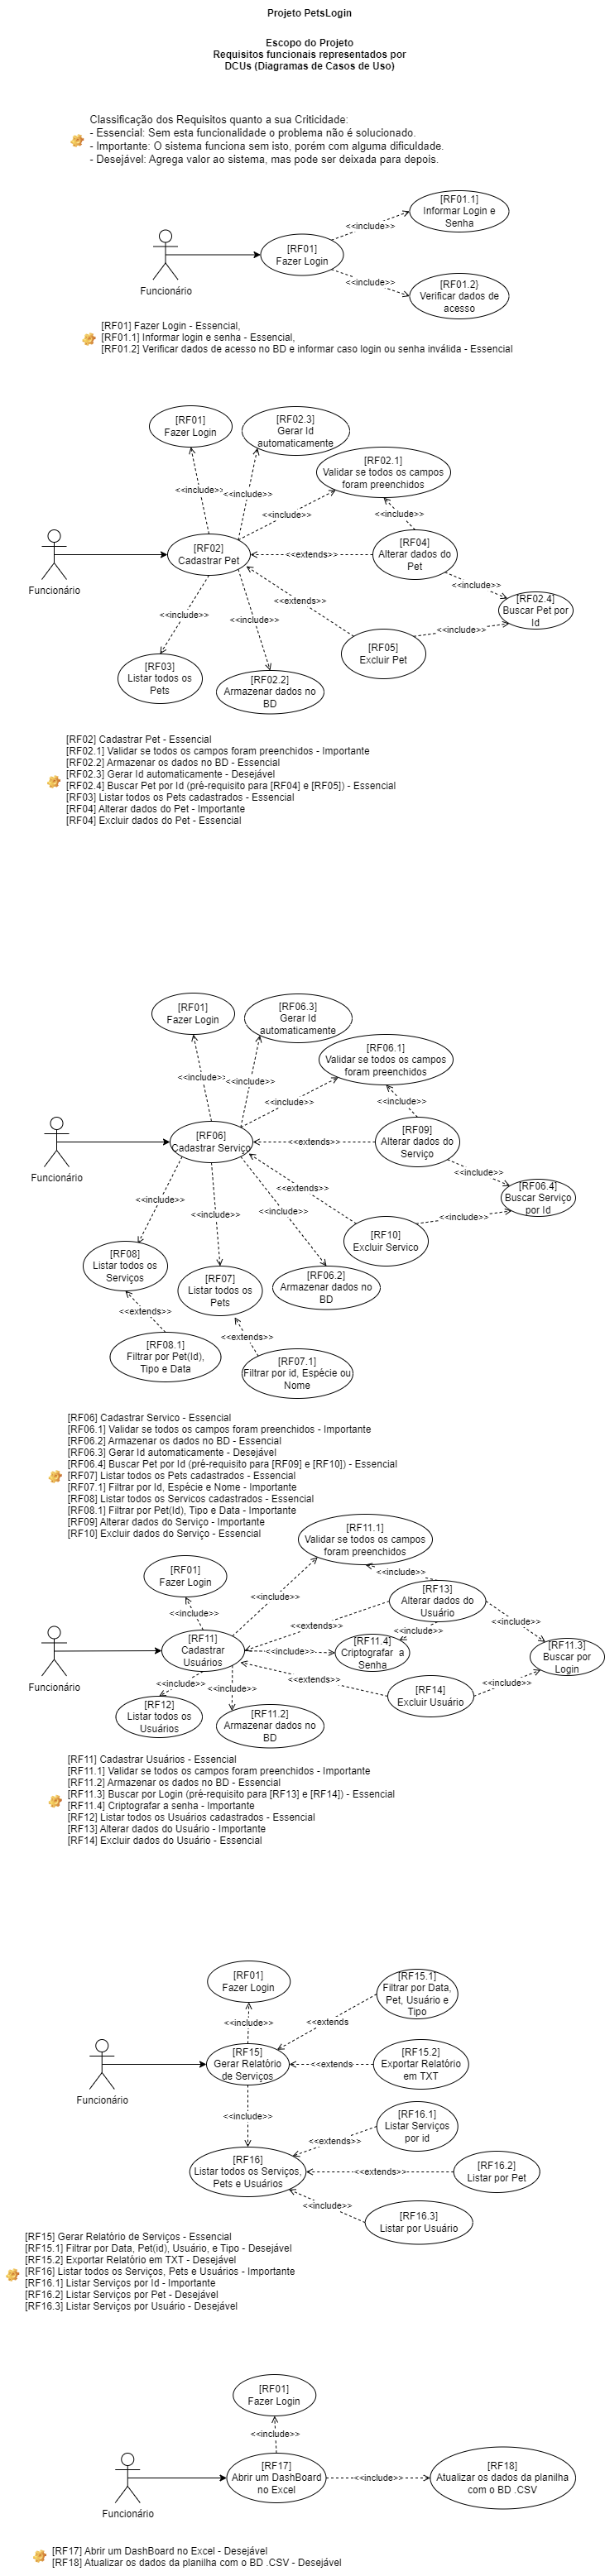 Projeto PetsLogin
Escopo do Projeto
Requisitos funcionais representados por
DCUs (Diagramas de Casos de Uso)
Classificação dos Requisitos quanto a sua Criticidade:
- Essencial: Sem esta funcionalidade o problema não é solucionado.
- Importante: O sistema funciona sem isto, porém com alguma dificuldade.
- Desejável: Agrega valor ao sistema, mas pode ser deixada para depois.
[RF01.1]
Informar Login e
Senha
<<include>>
[RF01]
Fazer Login
Funcionário
<<include>>
[RF01.2}
Verificar dados de
acesso
[RF01] Fazer Login - Essencial,
[RF01.1] Informar login e senha - Essencial,
[RF01.2] Verificar dados de acesso no BD e informar caso login ou senha inválida - Essencial
[RF01]
Fazer Login
[RF02.3]
Gerar Id
automaticamente
[RF02.1]
Validar se todos os campos
foram preenchidos
<<include>>
<<include>>
<<include>>
<<include>>
[RF02]
Cadastrar Pet
<<extends>>
[RF04]
Alterar dados do
Pet
Funcionário
<<include>>
<<extends>>
[RF02.4]
Buscar Pet por
Id
<<include>>
<<include>>
<<include>>
[RF05]
Excluir Pet
[RF03]
Listar todos os
Pets
[RF02.2]
Armazenar dados no
BD
[RF02] Cadastrar Pet - Essencial
[RF02.1] Validar se todos os campos foram preenchidos - Importante
[RF02.2] Armazenar os dados no BD - Essencial
[RF02.3] Gerar Id automaticamente - Desejável
[RF02.4] Buscar Pet por Id (pré-requisito para [RF04] e [RF05]) - Essencial
[RF03] Listar todos os Pets cadastrados - Essencial
[RF04] Alterar dados do Pet - Importante
[RF04] Excluir dados do Pet - Essencial
[RF01]
Fazer Login
[RF06.3]
Gerar Id
automaticamente
[RF06.1]
Validar se todos os campos
foram preenchidos
<<include>>
<<include>>
<<include>>
<<include>>
[RF06]
Cadastrar Serviço
<<extends>>
[RF09]
Alterar dados do
Serviço
Funcionário
<<include>>
<<extends>>
[RF06.4]
Buscar Serviço
por Id
<<include>>
<<include>>
<<include>>
<<include>>
[RF10]
Excluir Servico
[RF08]
Listar todos os
Serviços
[RF07]
Listar todos os
Pets
[RF06.2]
Armazenar dados no
BD
<<extends>>
<<extends>>
[RF08.1]
Filtrar por Pet(Id),
Tipo e Data
[RF07.1]
Filtrar por id, Espécie ou
Nome
[RF06] Cadastrar Servico - Essencial
[RF06.1] Validar se todos os campos foram preenchidos - Importante
[RF06.2] Armazenar os dados no BD - Essencial
[RF06.3] Gerar Id automaticamente - Desejável
[RF06.4] Buscar Pet por Id (pré-requisito para [RF09] e [RF10]) - Essencial
[RF07] Listar todos os Pets cadastrados - Essencial
[RF07.1] Filtrar por Id, Espécie e Nome - Importante
[RF08] Listar todos os Servicos cadastrados - Essencial
[RF08.1] Filtrar por Pet(Id), Tipo e Data - Importante
[RF09] Alterar dados do Serviço - Importante
[RF10] Excluir dados do Serviço - Essencial
[RF11.1]
Validar se todos os campos
foram preenchidos
[RF01]
Fazer Login
<<include>>
<<include>>
[RF13]
Alterar dados do
Usuário
<<include>>
<<extends>>
<<include>>
<<include>>
[RF11]
Cadastrar
Usuários
<<include>>
[RF11.4]
Criptografar a
Senha
[RF11.3]
Buscar por
Login
Funcionário
<<include>>
<<include>>
<<extends>>
<<include>>
[RF14]
Excluir Usuário
[RF12]
Listar todos os
Usuários
[RF11.2]
Armazenar dados no
BD
[RF11] Cadastrar Usuários - Essencial
[RF11.1] Validar se todos os campos foram preenchidos - Importante
[RF11.2] Armazenar os dados no BD - Essencial
[RF11.3] Buscar por Login (pré-requisito para [RF13] e [RF14]) - Essencial
[RF11.4] Criptografar a senha - Importante
[RF12] Listar todos os Usuários cadastrados - Essencial
[RF13] Alterar dados do Usuário - Importante
[RF14] Excluir dados do Usuário - Essencial
[RF01]
Fazer Login
[RF15.1]
Filtrar por Data,
Pet, Usuário e
Tipo
<<include>>
<<extends
[RF15]
Gerar Relatório
de Serviços
<<extends
[RF15.2]
Exportar Relatório
em TXT
Funcionário
<<include>>
[RF16.1]
Listar Serviços
por id
<<extends>>
[RF16]
Listar todos os Serviços,
Pets e Usuários
<<extends>>
[RF16.2]
Listar por Pet
<<include>>
[RF16.3]
Listar por Usuário
[RF15] Gerar Relatório de Serviços - Essencial
[RF15.1] Filtrar por Data, Pet(id), Usuário, e Tipo - Desejável
[RF15.2] Exportar Relatório em TXT - Desejável
[RF16] Listar todos os Serviços, Pets e Usuários - Importante
[RF16.1] Listar Serviços por Id - Importante
[RF16.2] Listar Serviços por Pet - Desejável
[RF16.3] Listar Serviços por Usuário - Desejável
[RF01]
Fazer Login
<<include>>
[RF17]
Abrir um DashBoard
no Excel
<<include>>
[RF18]
Atualizar os dados da planilha
com o BD .CSV
Funcionário
[RF17] Abrir um DashBoard no Excel - Desejável
[RF18] Atualizar os dados da planilha com o BD .CSV - Desejável